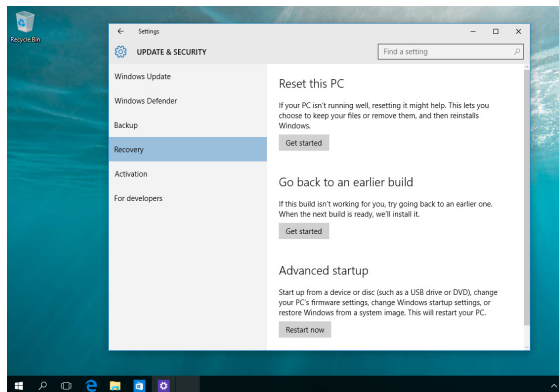 Recycle Bin
Settings
UPDATE & SECURITY
Find a setting
Windows Update
Windows Defender
Backup
Recovery
Activation
For developers
Reset this PC
If your PC isn't running well, resetting it might help. This lets you
choose to keep your files or remove them, and then reinstalls
Windows.
Get started
Go back to an earlier build
If this build isn't working for you, try going back to an earlier one.
When the next build is ready, we'll install it.
Get started
Advanced startup
Start up from a device or disc (such as a USB drive or DVD), change
your PC's firmware settings, change Windows startup settings, or
restore Windows from a system image. This will restart your PC.
Restart now